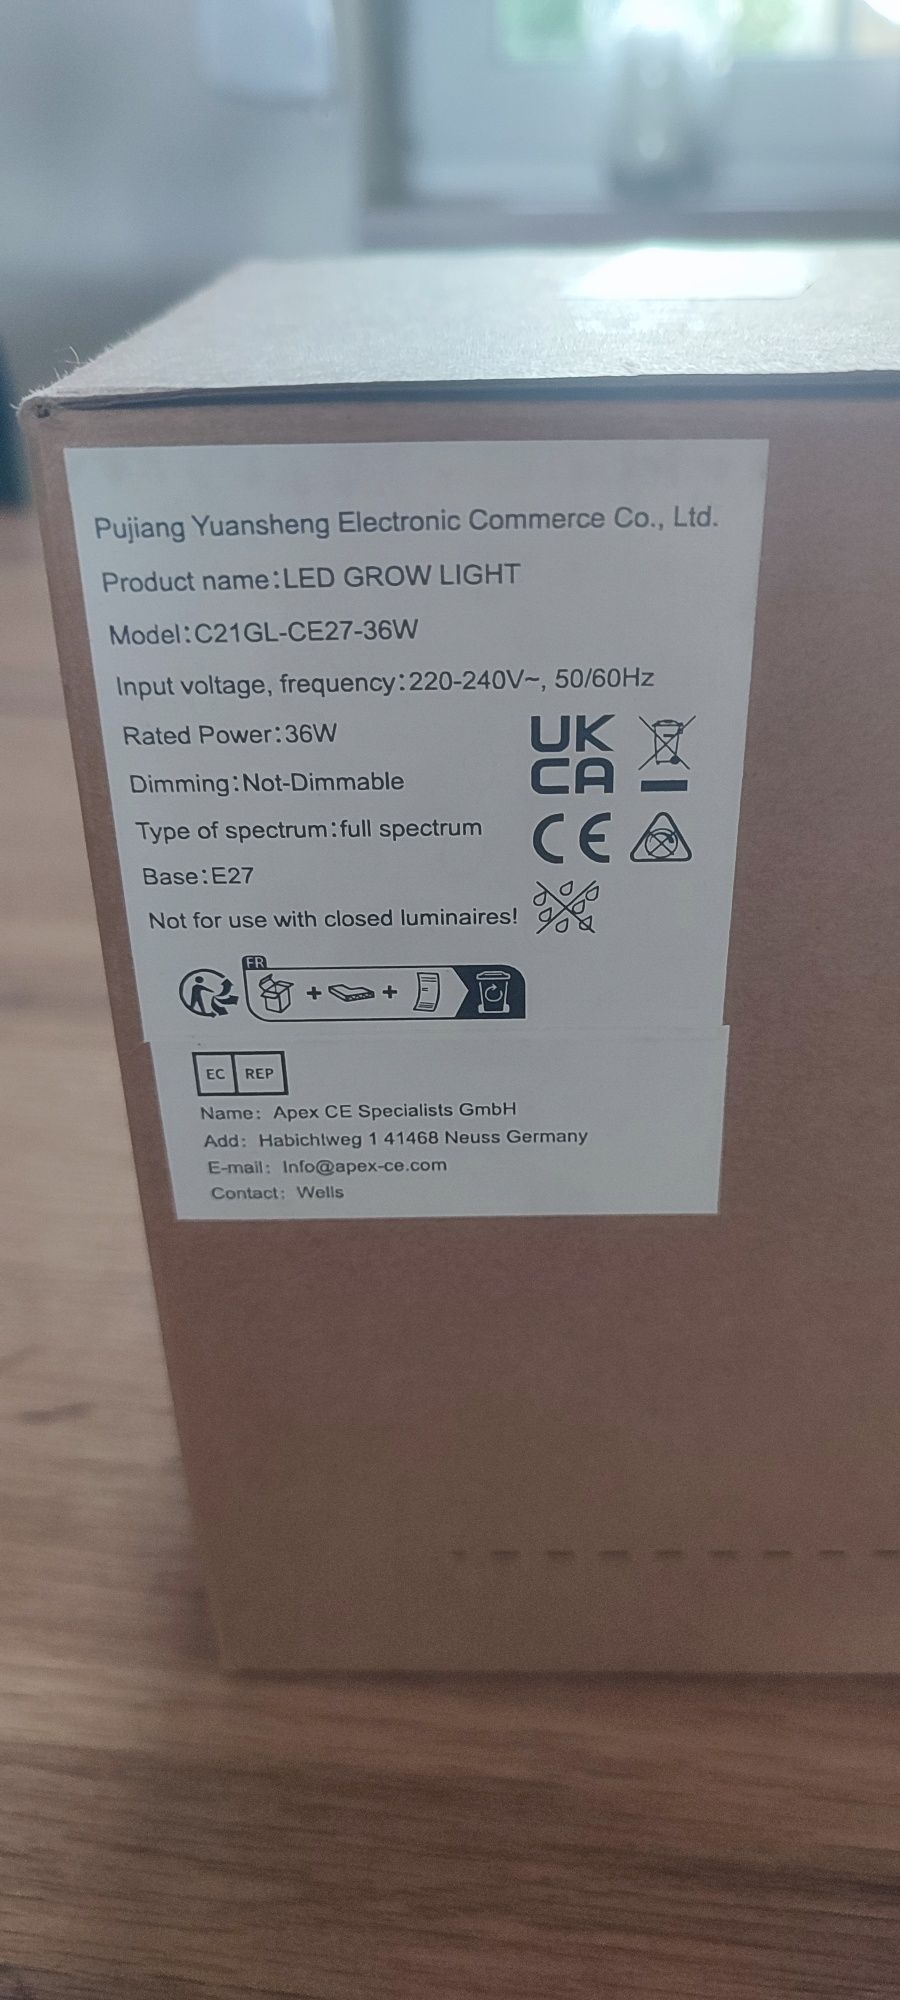 Pujiang Yuansheng Electronic Commerce Co., Ltd.
Product name:LED GROW LIGHT
Model:C21GL-CE27-36W
Input voltage, frequency:220-240V~, 50/60Hz
Rated Power:36W
UK
CA
Dimming:Not-Dimmable
Type of spectrum:full spectrum
CE
Base:E27
Not for use with closed luminaires!
FR
EC REP
Name: Apex CE Specialists GmbH
Add: Habichtweg 1 41468 Neuss Germany
E-mail: Info@apex-ce.com
Contact: Wells